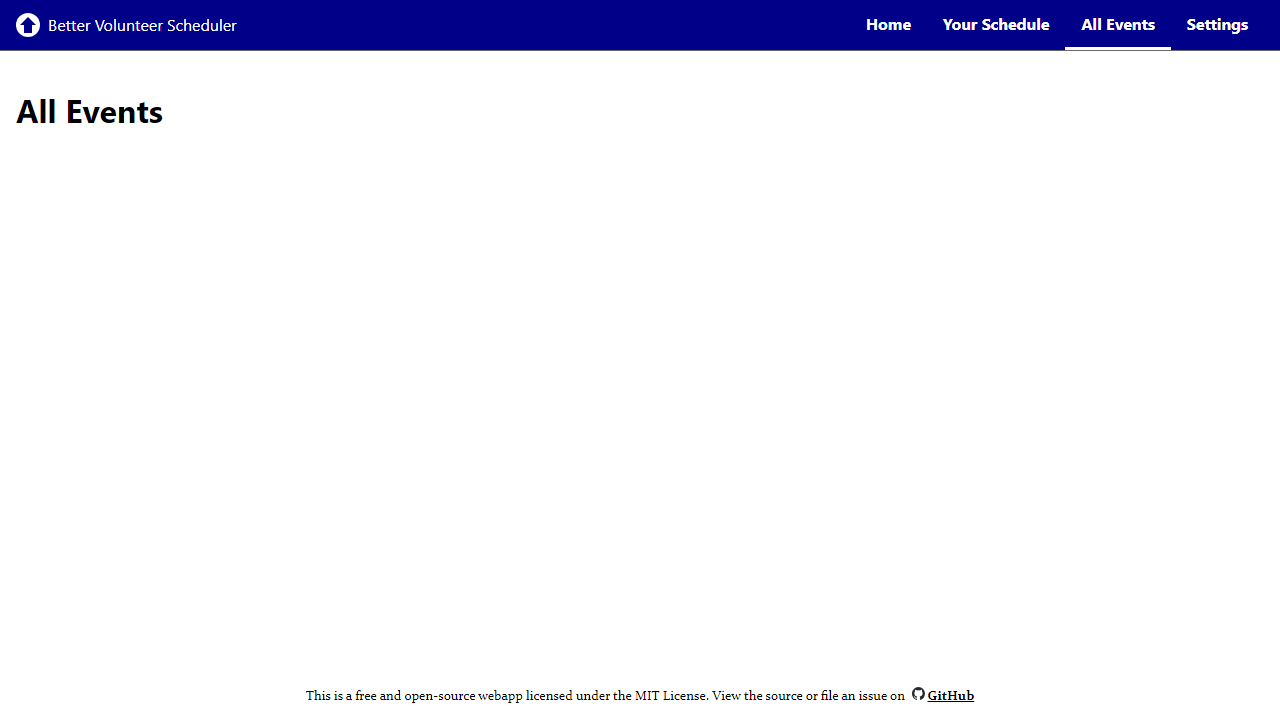 Better Volunteer Scheduler
Home Your Schedule All Events Settings
All Events
This is a free and open-source webapp licensed under the MIT License. View the source or file an issue on GitHub